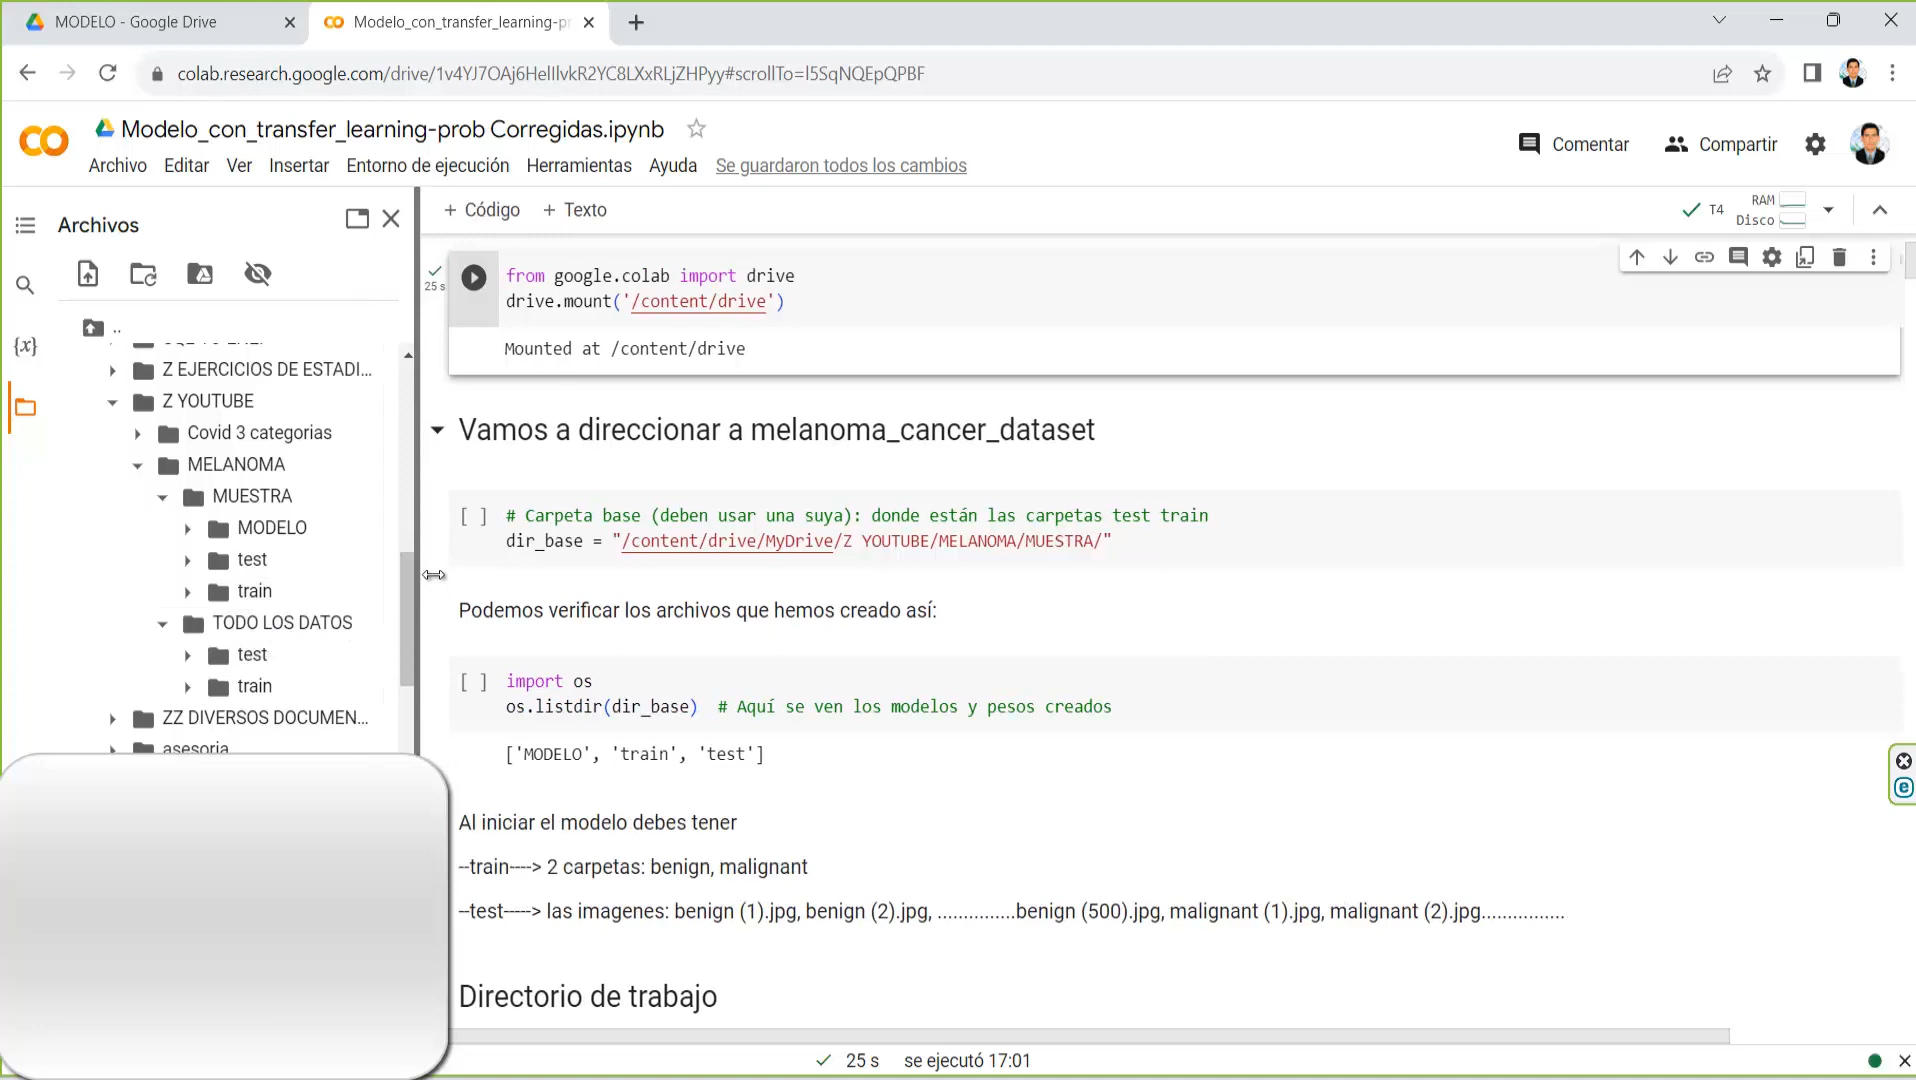 MODELO - Google Drive
Modelo_con_transfer_learning-pr
colab.research.google.com/drive/1v4YJ7OAj6HelIlvkR2YC8LXxRLjZHPyy#scrollTo=l5SqNQEpQPBF
Modelo_con_transfer_learning-prob Corregidas.ipynb
Comentar
Compartir
Archivo Editar Ver Insertar Entorno de ejecución Herramientas Ayuda Se guardaron todos los cambios
Archivos
+ Código + Texto
T4
RAM
Disco
{x}
..
Z EJERCICIOS DE ESTADI...
Z YOUTUBE
Covid 3 categorias
MELANOMA
MUESTRA
MODELO
test
train
TODO LOS DATOS
test
train
ZZ DIVERSOS DOCUMEN...
asesoria
25 s
from google.colab import drive
drive.mount('/content/drive')
Mounted at /content/drive
Vamos a direccionar a melanoma_cancer_dataset
[ ] # Carpeta base (deben usar una suya): donde están las carpetas test train
dir_base = "/content/drive/MyDrive/Z YOUTUBE/MELANOMA/MUESTRA/"
Podemos verificar los archivos que hemos creado así:
[ ] import os
os.listdir(dir_base) # Aquí se ven los modelos y pesos creados
['MODELO', 'train', 'test']
Al iniciar el modelo debes tener
--train----> 2 carpetas: benign, malignant
--test-----> las imagenes: benign (1).jpg, benign (2).jpg, ...............benign (500).jpg, malignant (1).jpg, malignant (2).jpg................
Directorio de trabajo
25 s se ejecutó 17:01